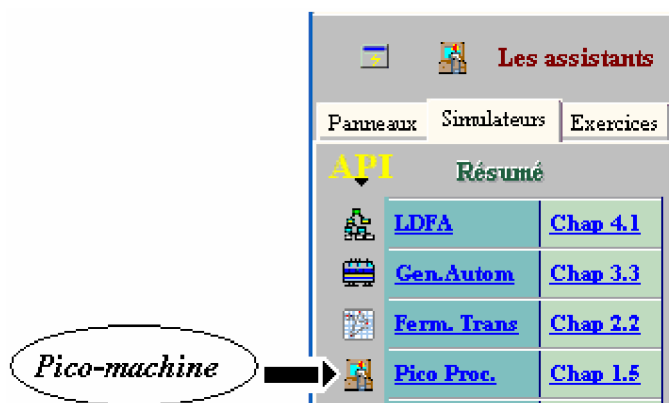 Les assistants
Panneaux Simulateurs Exercices
API Résumé
LDFA Chap 4.1
Gen.Autom Chap 3.3
Ferm. Trans Chap 2.2
Pico-machine Pico Proc. Chap 1.5